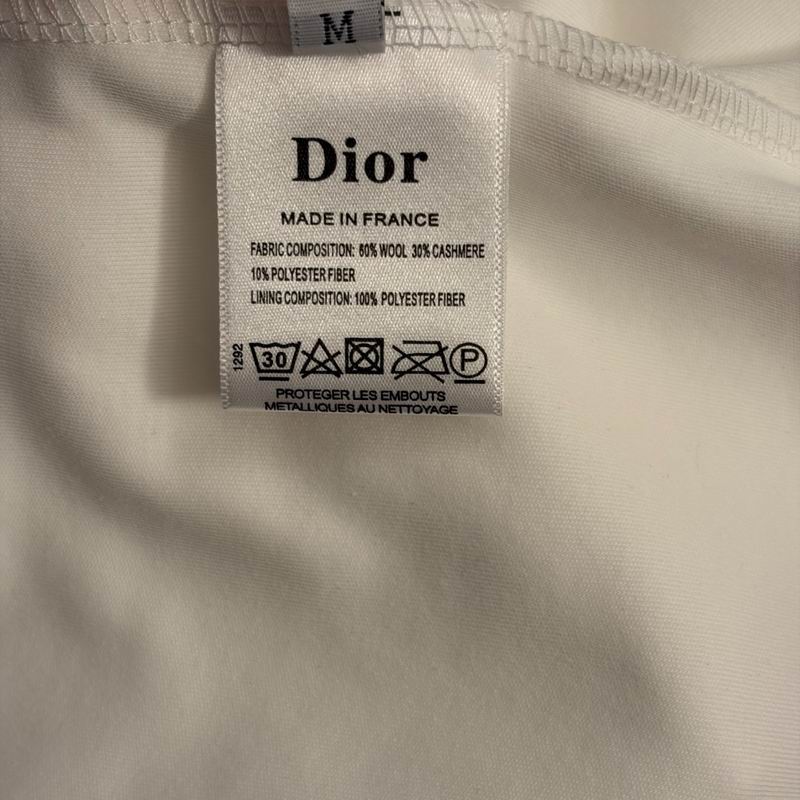 M
Dior
MADE IN FRANCE
FABRIC COMPOSITION: 60% WOOL 30% CASHMERE
10% POLYESTER FIBER
LINING COMPOSITION: 100% POLYESTER FIBER
1292
30 P
PROTEGER LES EMBOUTS
METALLIQUES AU NETTOYAGE